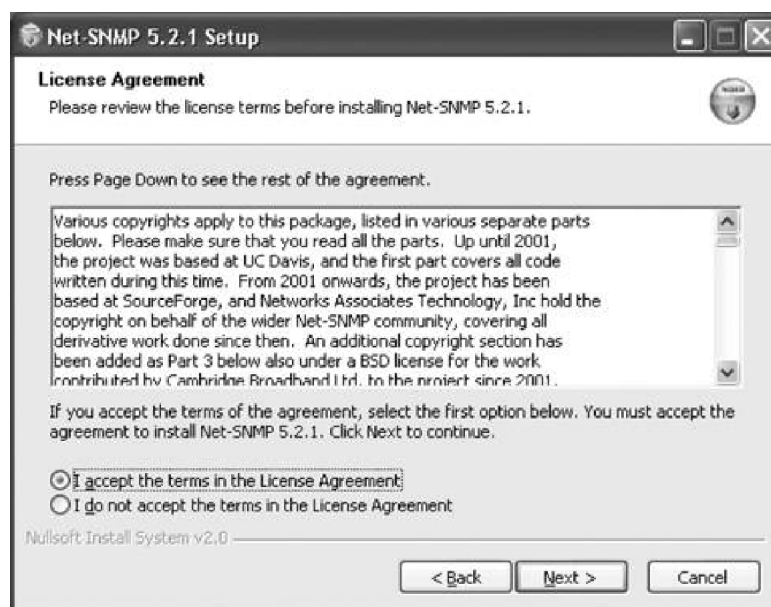 Net-SNMP 5.2.1 Setup
License Agreement
Please review the license terms before installing Net-SNMP 5.2.1.
Press Page Down to see the rest of the agreement.
Various copyrights apply to this package, listed in various separate parts
below. Please make sure that you read all the parts. Up until 2001,
the project was based at UC Davis, and the first part covers all code
written during this time. From 2001 onwards, the project has been
based at SourceForge, and Networks Associates Technology, Inc hold the
copyright on behalf of the wider Net-SNMP community, covering all
derivative work done since then. An additional copyright section has
been added as Part 3 below also under a BSD license for the work
contributed by Cambridge Broadband Ltd. to the project since 2001.
If you accept the terms of the agreement, select the first option below. You must accept the
agreement to install Net-SNMP 5.2.1. Click Next to continue.
I accept the terms in the License Agreement
I do not accept the terms in the License Agreement
Nullsoft Install System v2.0
< Back Next > Cancel